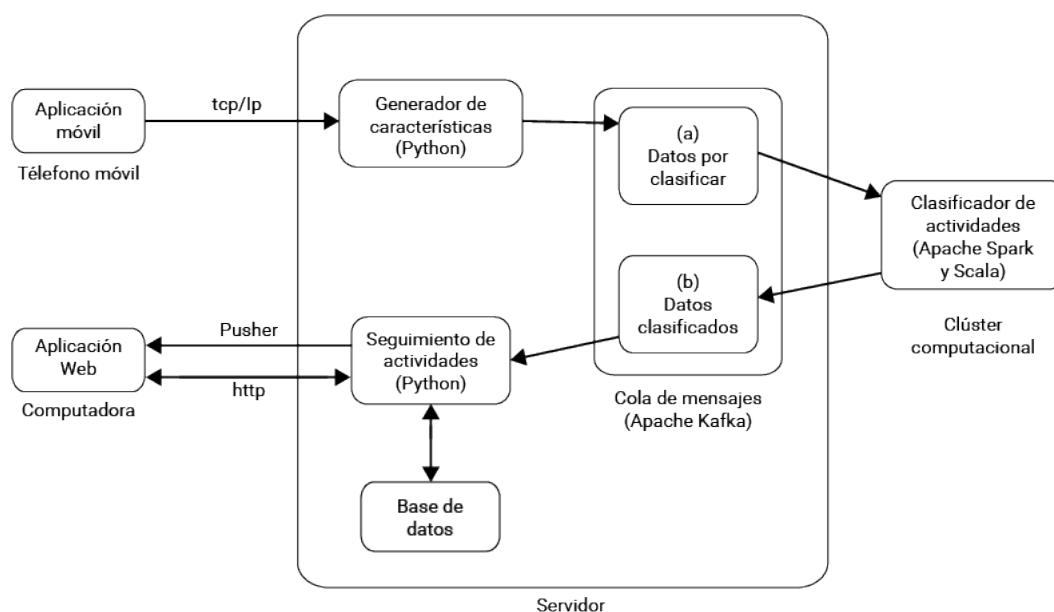 Aplicación
móvil
Télefono móvil
tcp/Ip
Generador de
características
(Python)
(a)
Datos por
clasificar
Clasificador de
actividades
(Apache Spark
y Scala)
Clúster
computacional
(b)
Datos
clasificados
Cola de mensajes
(Apache Kafka)
Seguimiento de
actividades
(Python)
Pusher
http
Aplicación
Web
Computadora
Base de
datos
Servidor